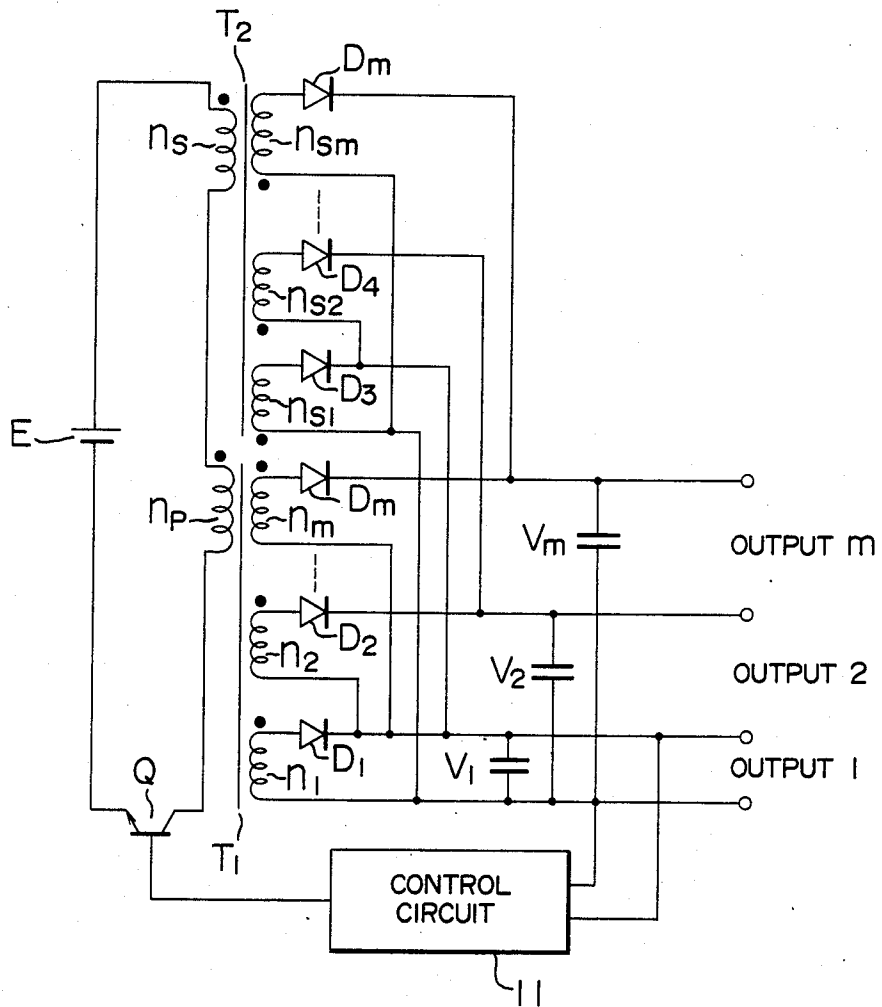 T2
Dm
nS
nSm
D4
nS2
D3
nS1
E
nP
Dm
nm
Vm
OUTPUT m
D2
n2
V2
OUTPUT 2
D1
n1
V1
OUTPUT 1
Q
T1
CONTROL
CIRCUIT
11